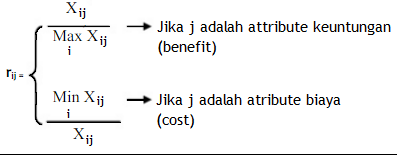 X ij
Max X ij
i
Jika j adalah attribute keuntungan
(benefit)
r ij =
Min X ij
i
X ij
Jika j adalah atribute biaya
(cost)